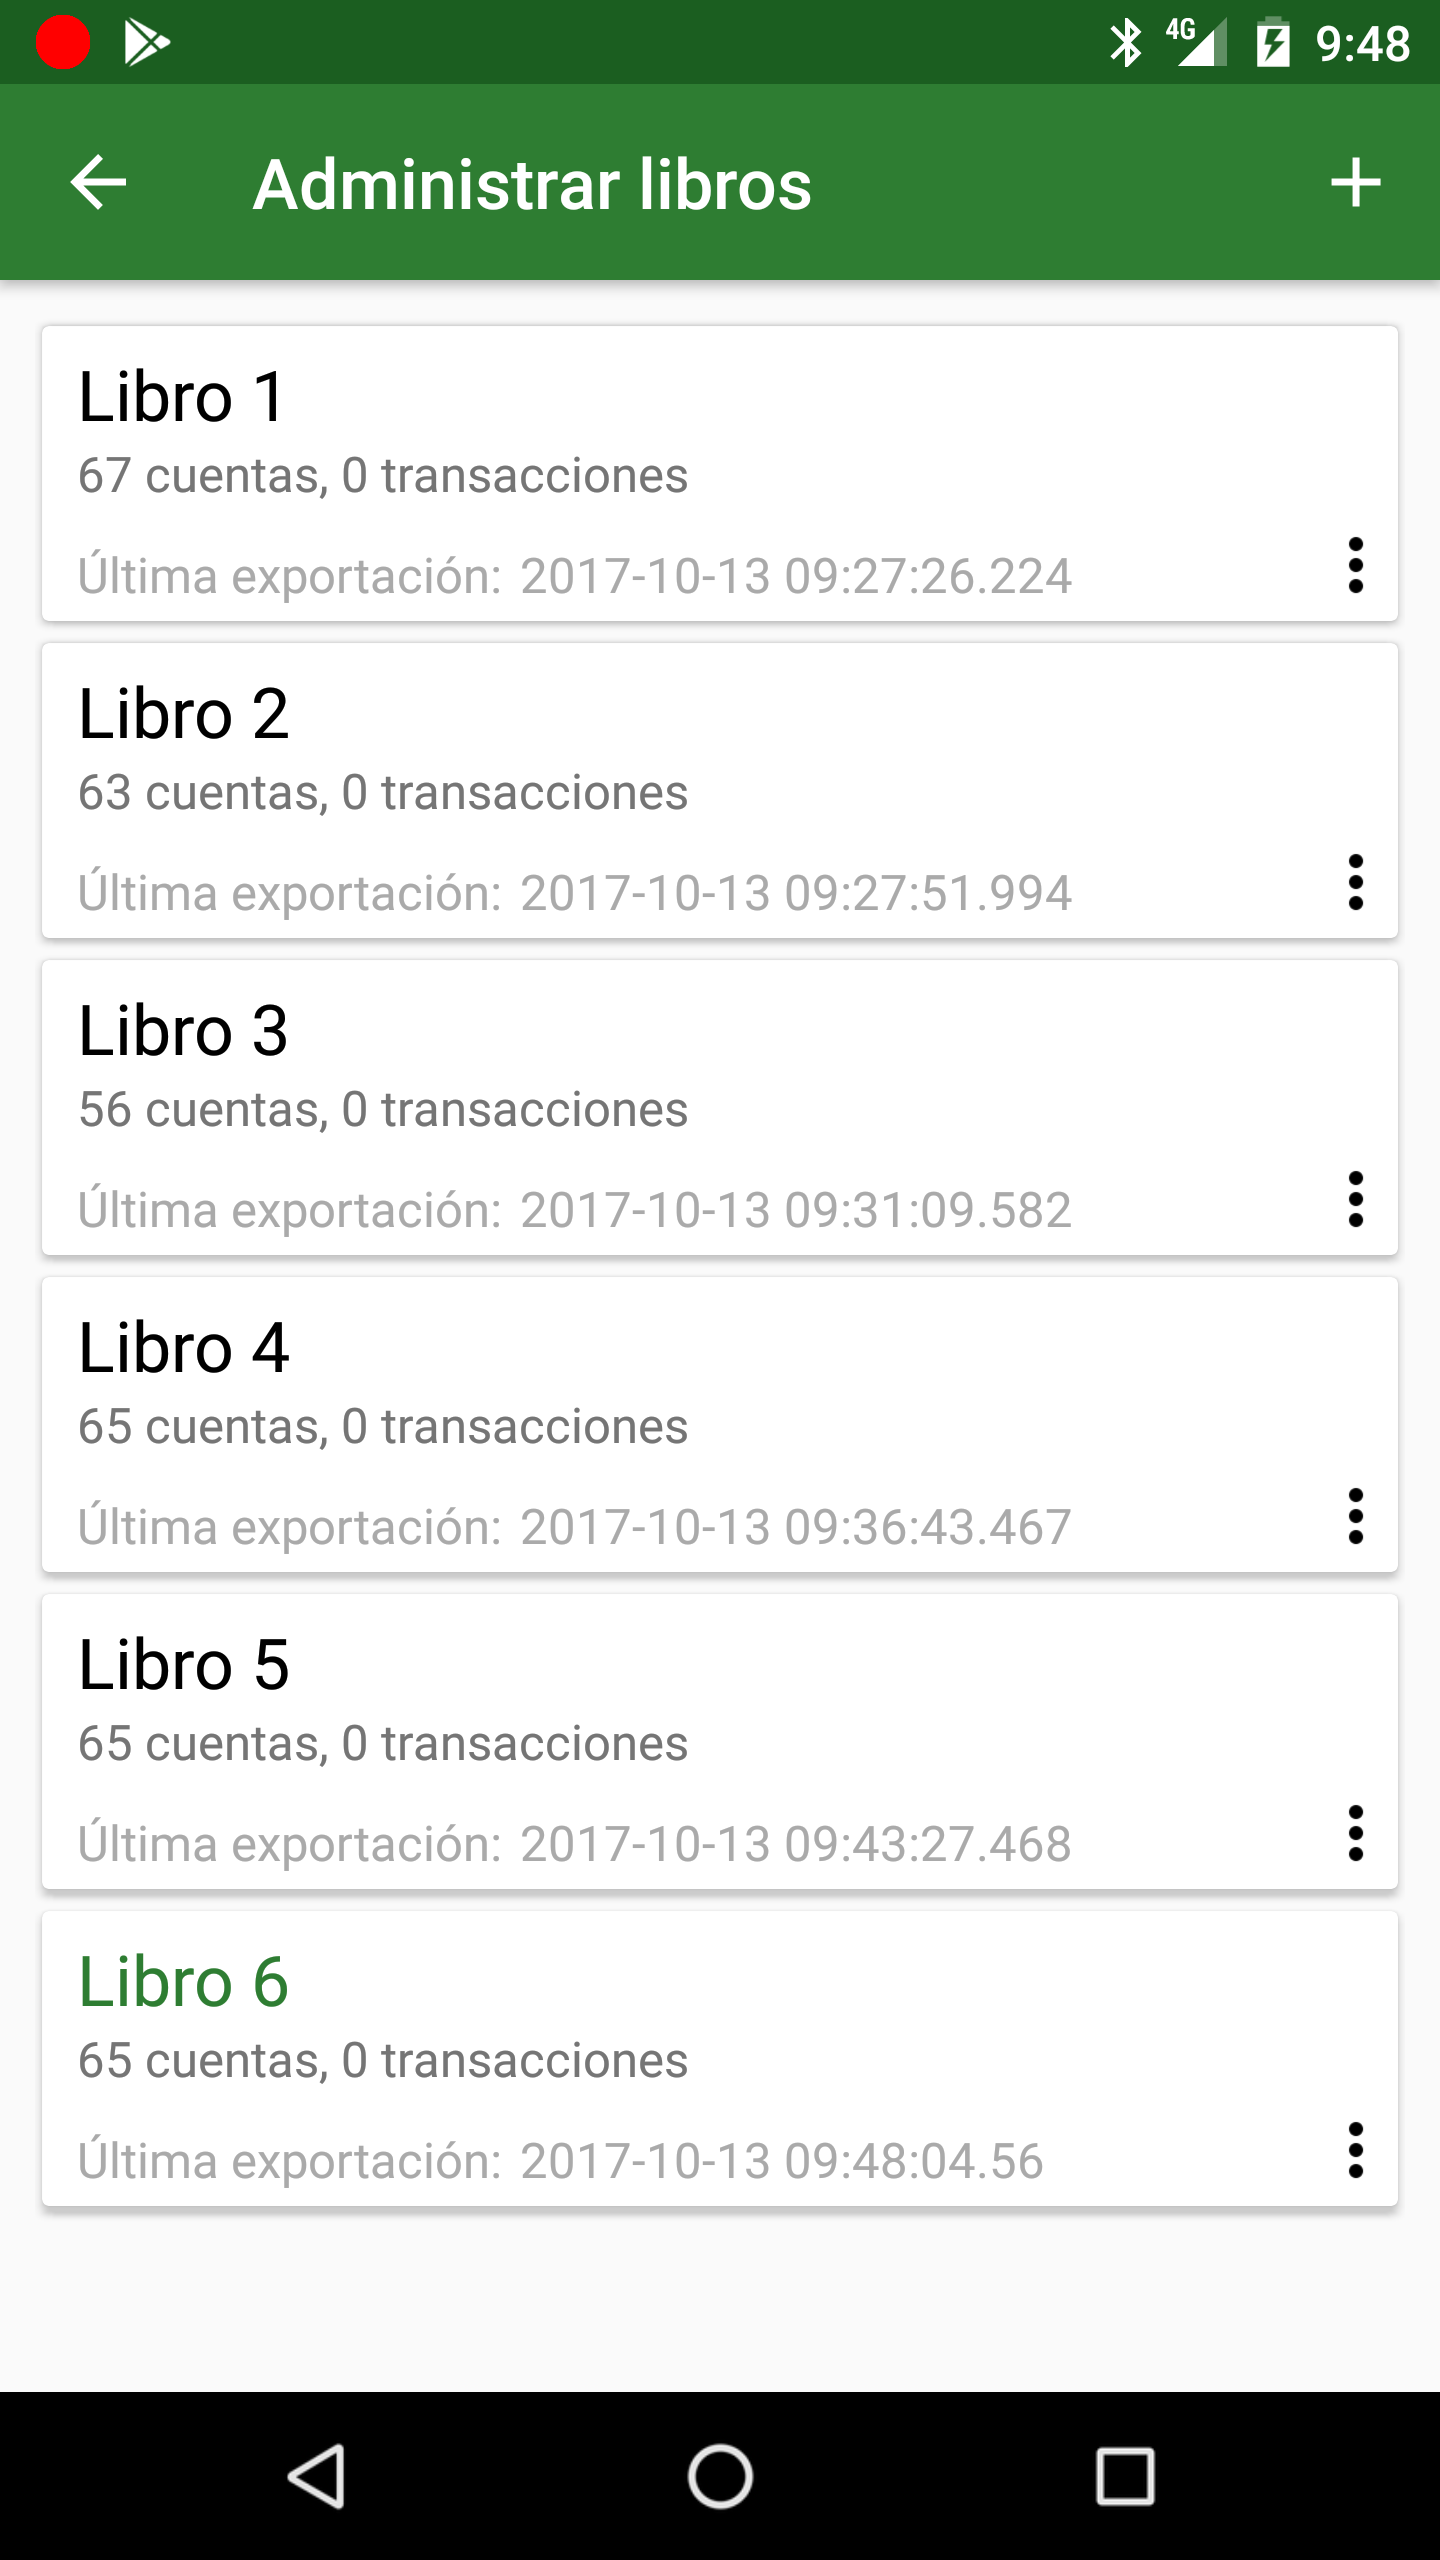 4G 9:48
Administrar libros
Libro 1
67 cuentas, 0 transacciones
Última exportación: 2017-10-13 09:27:26.224
Libro 2
63 cuentas, 0 transacciones
Última exportación: 2017-10-13 09:27:51.994
Libro 3
56 cuentas, 0 transacciones
Última exportación: 2017-10-13 09:31:09.582
Libro 4
65 cuentas, 0 transacciones
Última exportación: 2017-10-13 09:36:43.467
Libro 5
65 cuentas, 0 transacciones
Última exportación: 2017-10-13 09:43:27.468
Libro 6
65 cuentas, 0 transacciones
Última exportación: 2017-10-13 09:48:04.56